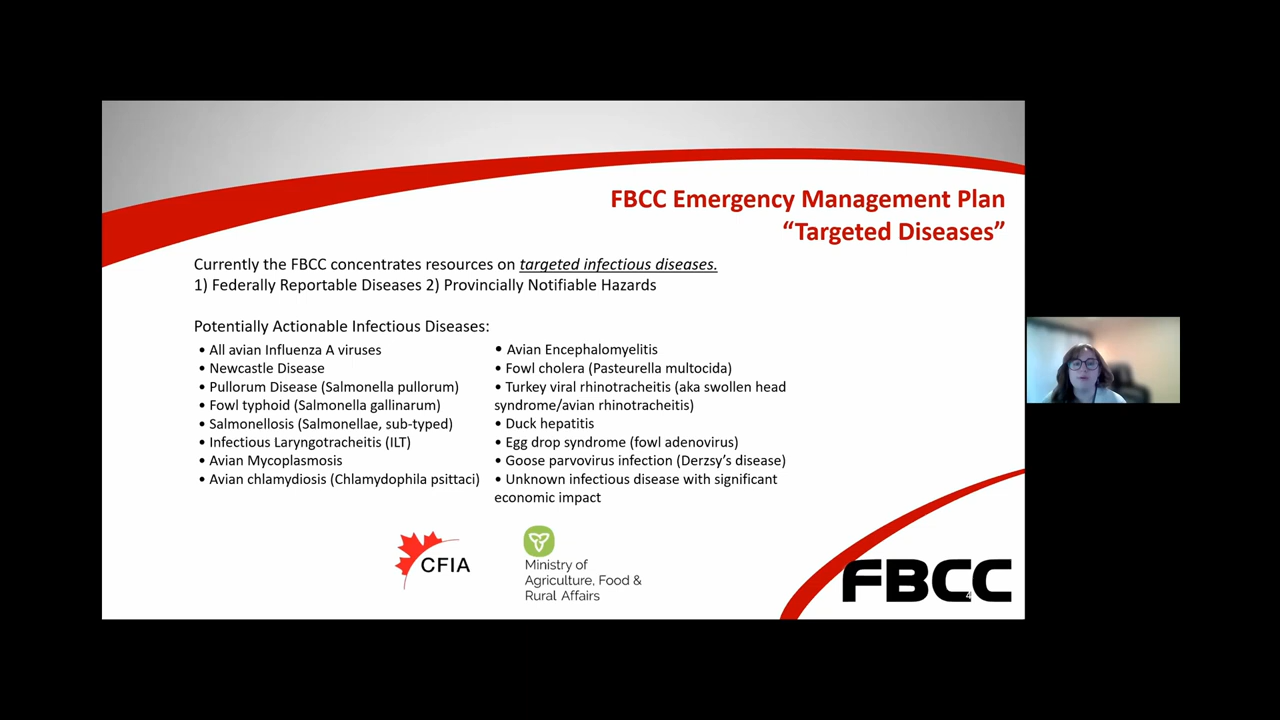 FBCC Emergency Management Plan
“Targeted Diseases”
Currently the FBCC concentrates resources on targeted infectious diseases.
1) Federally Reportable Diseases 2) Provincially Notifiable Hazards
Potentially Actionable Infectious Diseases:
• All avian Influenza A viruses
• Newcastle Disease
• Pullorum Disease (Salmonella pullorum)
• Fowl typhoid (Salmonella gallinarum)
• Salmonellosis (Salmonellae, sub-typed)
• Infectious Laryngotracheitis (ILT)
• Avian Mycoplasmosis
• Avian chlamydiosis (Chlamydophila psittaci)
• Avian Encephalomyelitis
• Fowl cholera (Pasteurella multocida)
• Turkey viral rhinotracheitis (aka swollen head
syndrome/avian rhinotracheitis)
• Duck hepatitis
• Egg drop syndrome (fowl adenovirus)
• Goose parvovirus infection (Derzsy’s disease)
• Unknown infectious disease with significant
economic impact
CFIA
Ministry of
Agriculture, Food &
Rural Affairs
FBCC